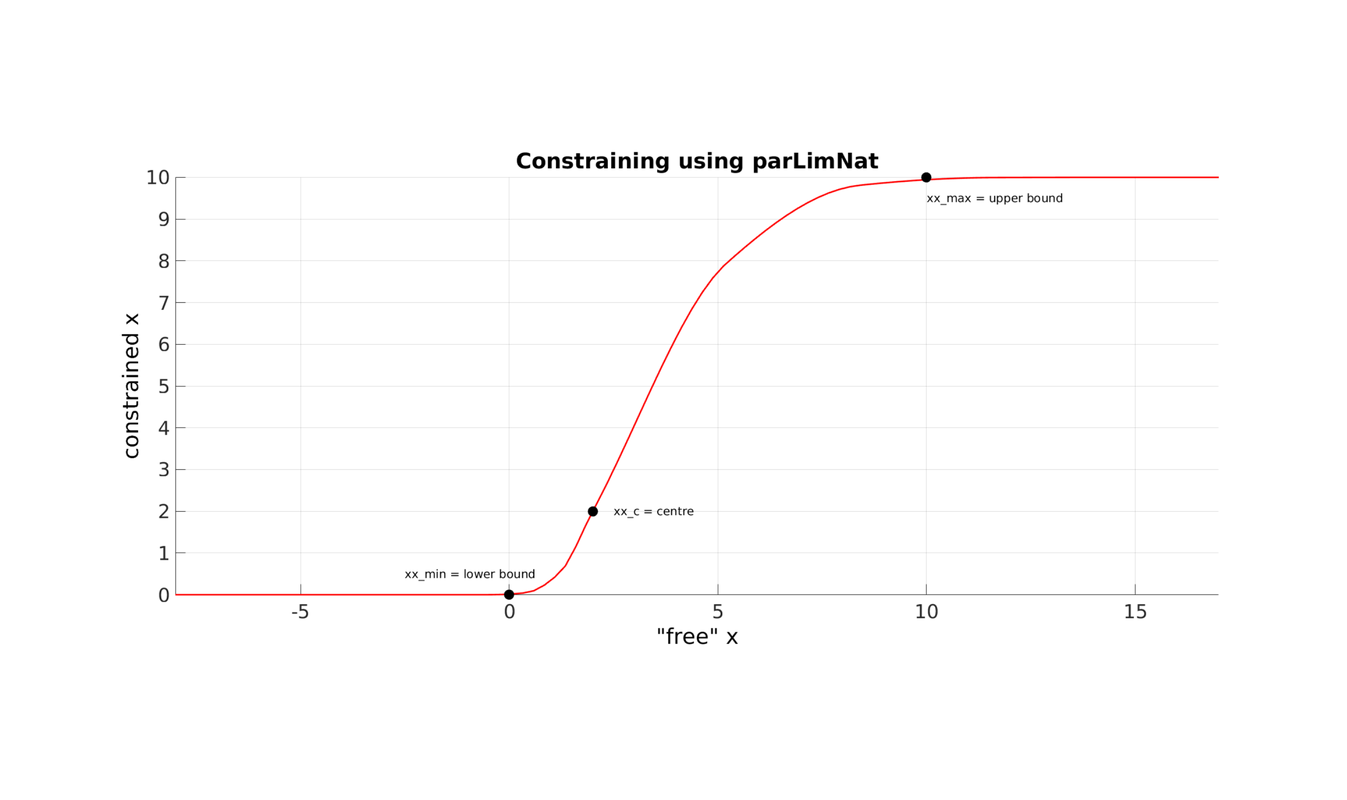 Constraining using parLimNat
10
9
8
7
6
5
4
3
2
1
0
constrained x
xx_max = upper bound
xx_c = centre
xx_min = lower bound
-5
0
5
10
15
"free" x